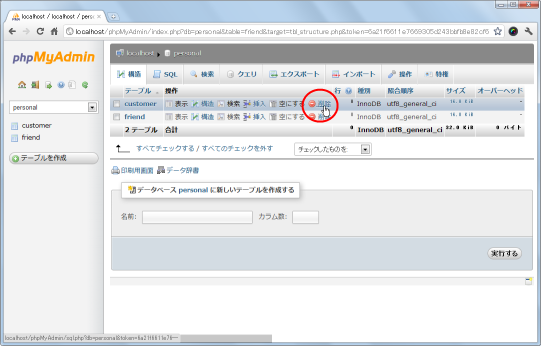 localhost / localhost / perso
localhost/phpMyAdmin/index.php?db=personal&table=friend&target=tbl_structure.php&token=6a21f6611e7669305d243bbfbBe82cf6
phpMyAdmin
localhost personal
構造 SQL 検索 クエリ エクスポート インポート 操作 特権
テーブル 操作 行 種別 照合順序 サイズ オーバーヘッド
personal
customer 表示 構造 検索 挿入 空にする 削除 0 InnoDB utf8_general_ci 16.0 KiB -
friend 表示 構造 検索 挿入 空にする 0 InnoDB utf8_general_ci 16.0 KiB -
2 テーブル 合計 0 InnoDB utf8_general_ci 32.0 KiB 0 バイト
customer
friend
テーブルを作成
すべてチェックする / すべてのチェックを外す チェックしたものを:
印刷用画面 データ辞書
データベース personal に新しいテーブルを作成する
名前: カラム数:
実行する
localhost/phpMyAdmin/sql.php?db=personal&token=6a21f6611e76…